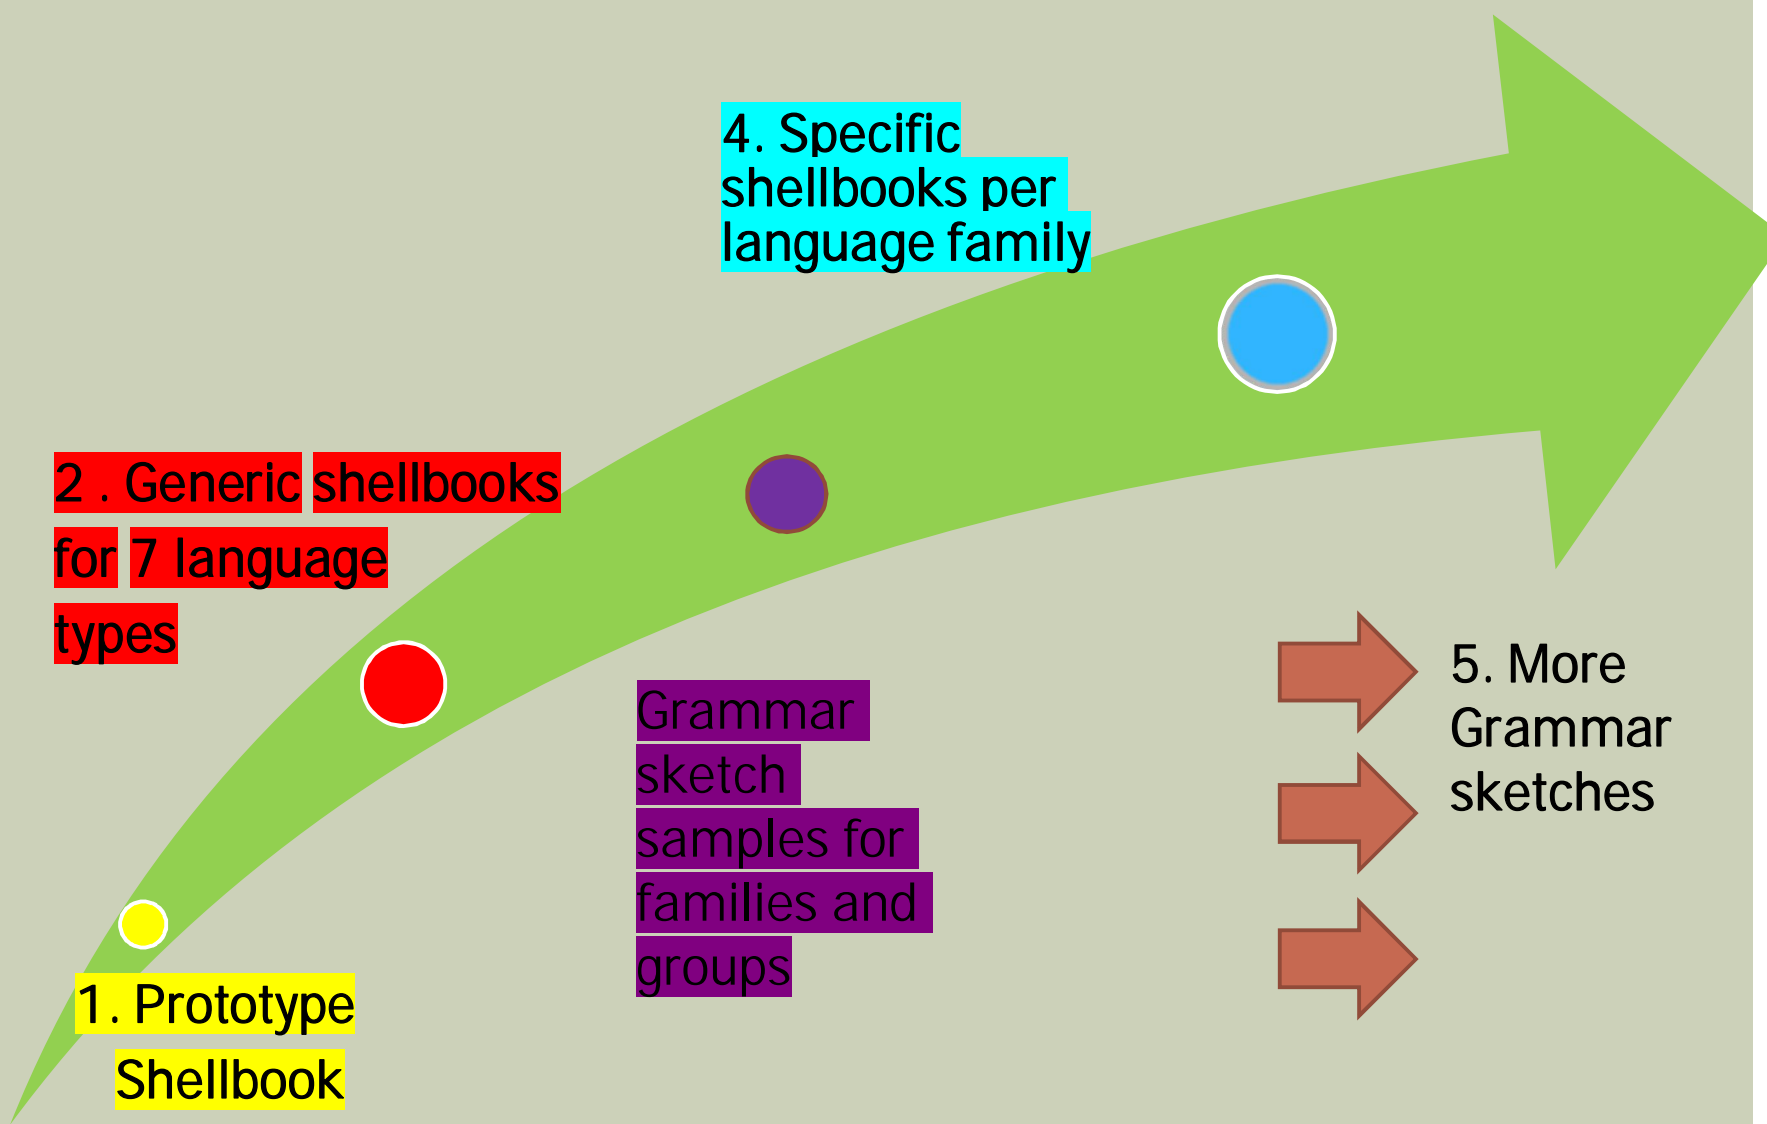 4. Specific
shellbooks per
language family
2 . Generic shellbooks
for 7 language
types
Grammar
sketch
samples for
families and
groups
5. More
Grammar
sketches
1. Prototype
Shellbook